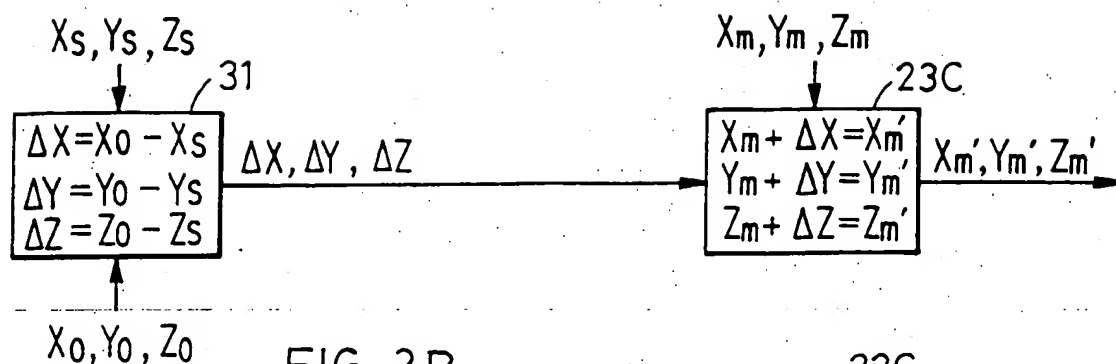 Xs, Ys, Zs
31
ΔX=Xo - Xs
ΔY=Yo - Ys
ΔZ=Zo - Zs
Xo, Yo, Zo
ΔX, ΔY, ΔZ
Xm, Ym, Zm
23C
Xm + ΔX=Xm'
Ym + ΔY=Ym'
Zm + ΔZ=Zm'
Xm', Ym', Zm'